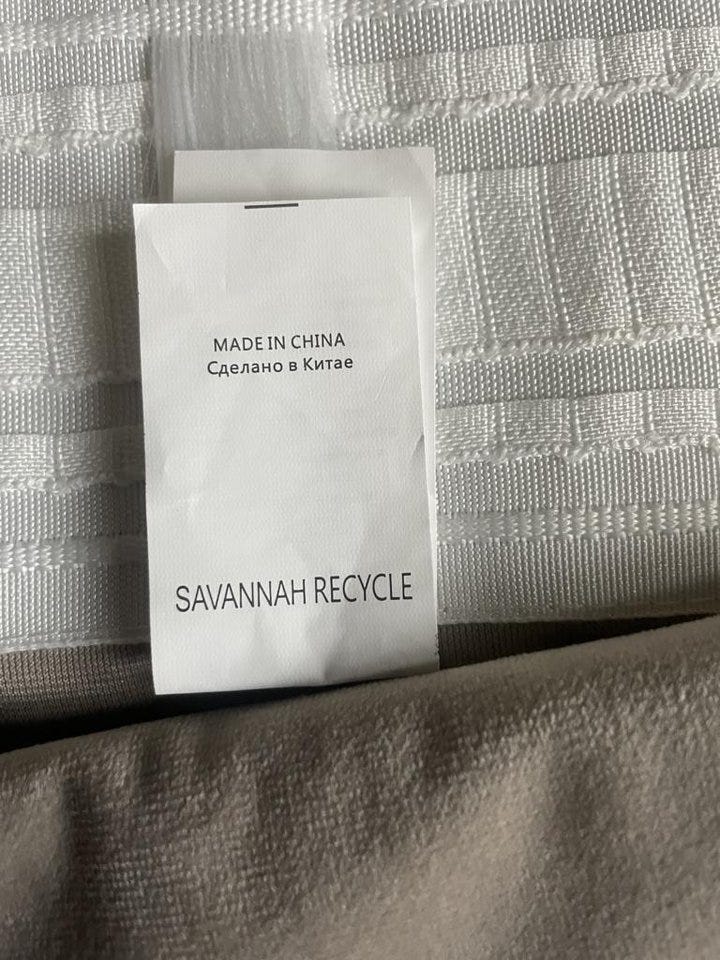 MADE IN CHINA
Сделано в Китае
SAVANNAH RECYCLE